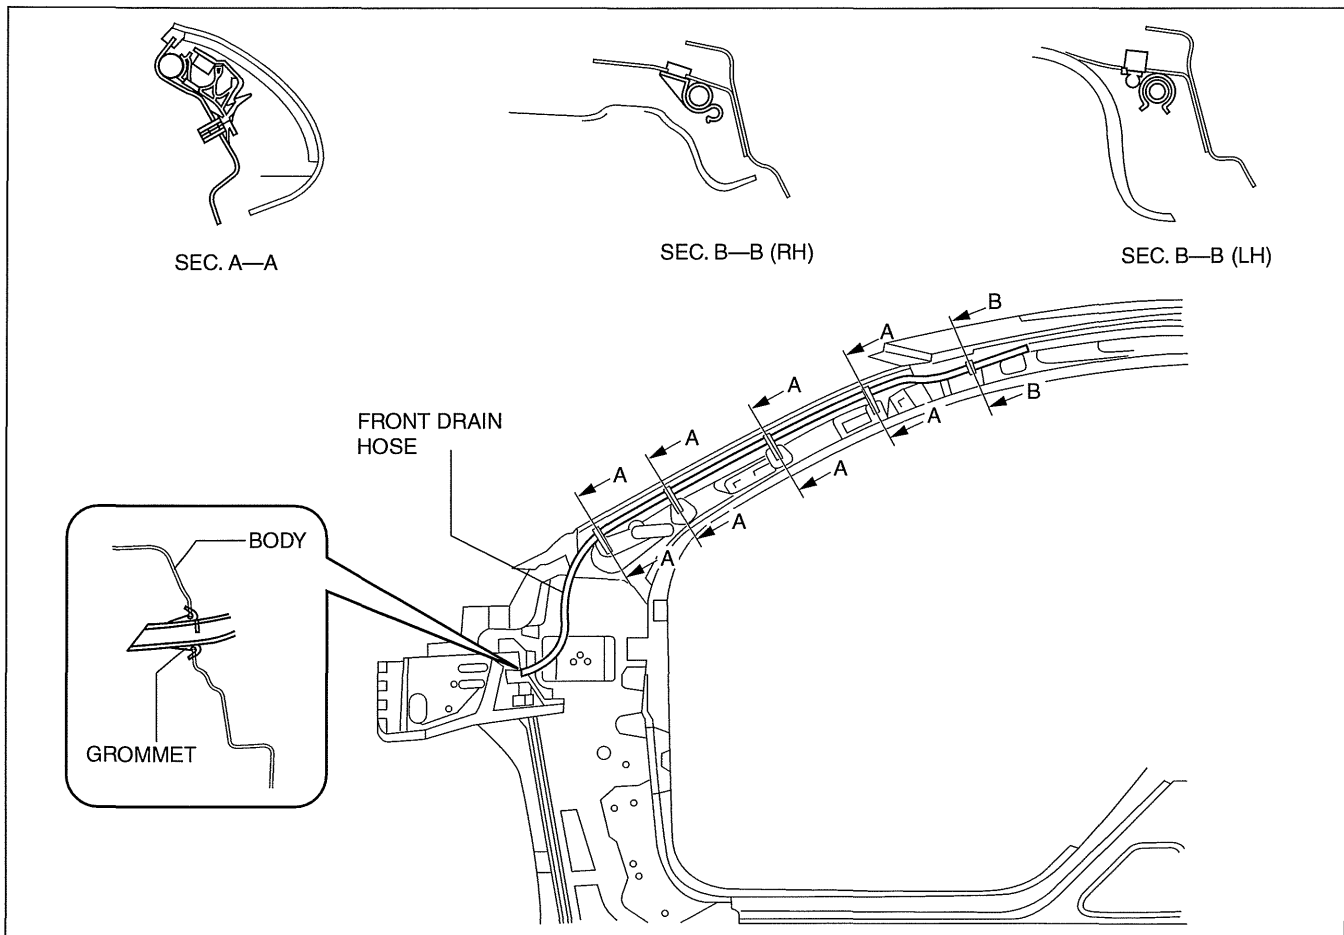 SEC. A—A
SEC. B—B (RH)
SEC. B—B (LH)
B
A
A
B
FRONT DRAIN
HOSE
A
A
A
A
A
A
BODY
GROMMET